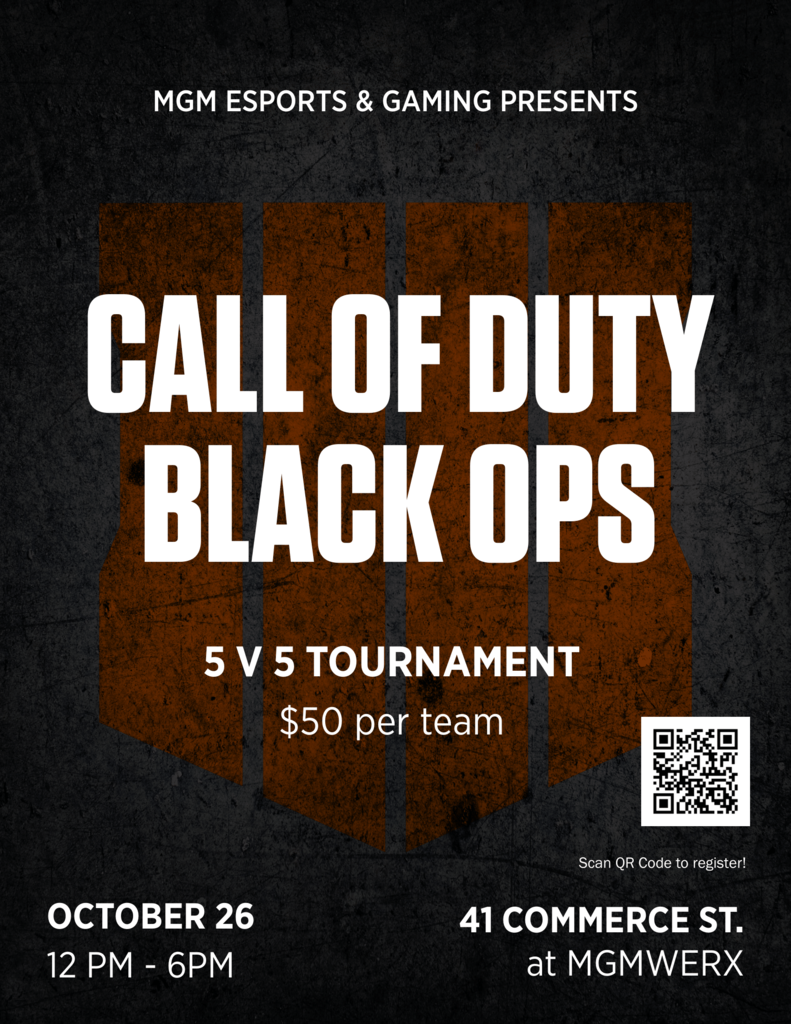 MGM ESPORTS & GAMING PRESENTS
CALL OF DUTY
BLACK OPS
5 V 5 TOURNAMENT
$50 per team
Scan QR Code to register!
OCTOBER 26
12 PM - 6PM
41 COMMERCE ST.
at MGMWERX